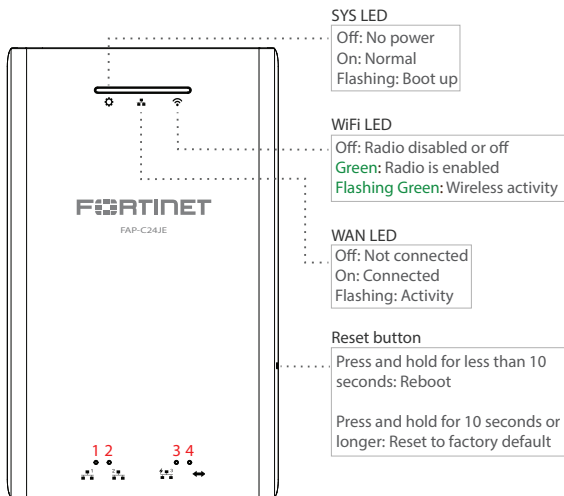 SYS LED
Off: No power
On: Normal
Flashing: Boot up
WiFi LED
Off: Radio disabled or off
Green: Radio is enabled
Flashing Green: Wireless activity
WAN LED
Off: Not connected
On: Connected
Flashing: Activity
Reset button
Press and hold for less than 10
seconds: Reboot
Press and hold for 10 seconds or
longer: Reset to factory default
FORTINET
FAP-C24JE
1 2 3 4
1 2 3